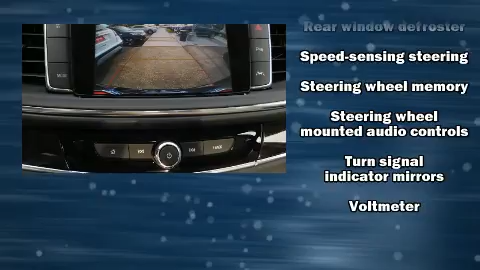 Rear window defroster
Speed-sensing steering
Steering wheel memory
Steering wheel
mounted audio controls
Turn signal
indicator mirrors
Voltmeter